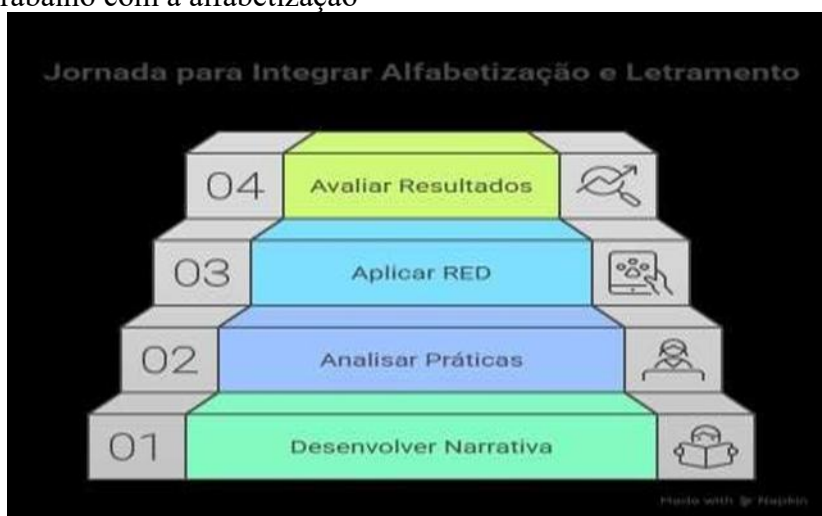 trabalho com a alfabetização
Jornada para Integrar Alfabetização e Letramento
04 Avaliar Resultados
03 Aplicar RED
02 Analisar Práticas
01 Desenvolver Narrativa
Made with Napkin